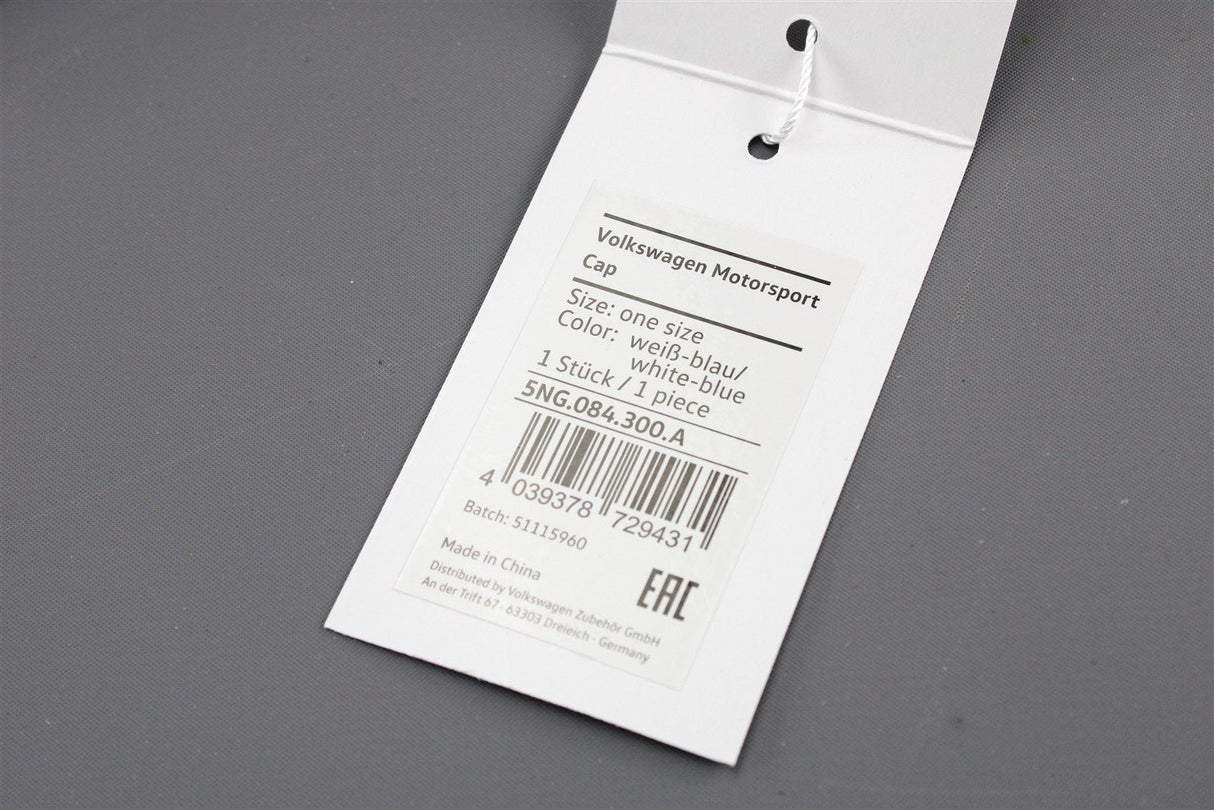 Volkswagen Motorsport
Cap
Size: one size
Color: weiß-blau/
white-blue
1 Stück / 1 piece
5NG.084.300.A
4 039378 729431
Batch: 51115960
Made in China
EAC
Distributed by Volkswagen Zubehör GmbH
An der Trift 67 · 63303 Dreieich · Germany